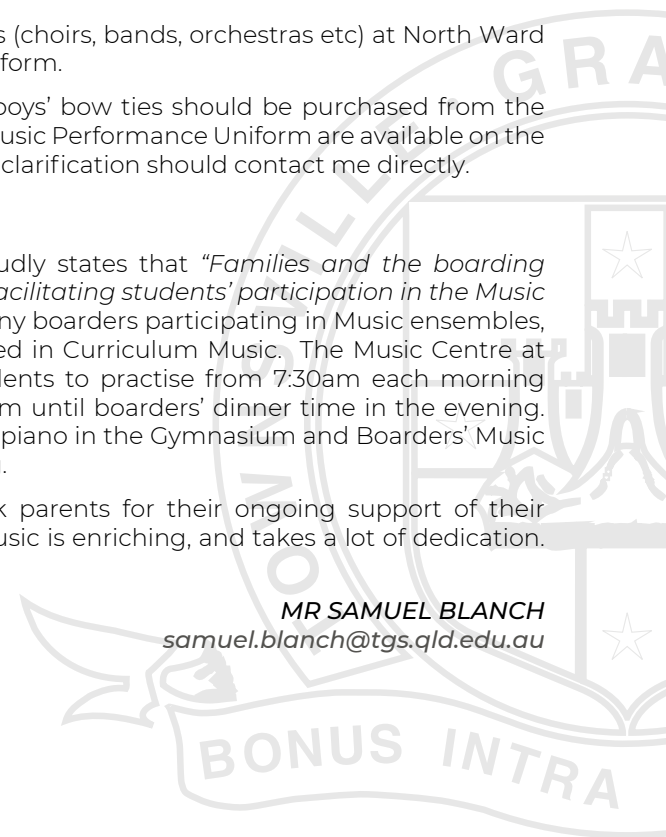 s (choirs, bands, orchestras etc) at North Ward
form.
boys’ bow ties should be purchased from the
usic Performance Uniform are available on the
clarification should contact me directly.
udly states that “Families and the boarding
acilitating students’ participation in the Music
ny boarders participating in Music ensembles,
ed in Curriculum Music. The Music Centre at
dents to practise from 7:30am each morning
m until boarders’ dinner time in the evening.
piano in the Gymnasium and Boarders’ Music
.
k parents for their ongoing support of their
usic is enriching, and takes a lot of dedication.
MR SAMUEL BLANCH
samuel.blanch@tgs.qld.edu.au
OWNSVILLE · GRA
BONUS INTRA